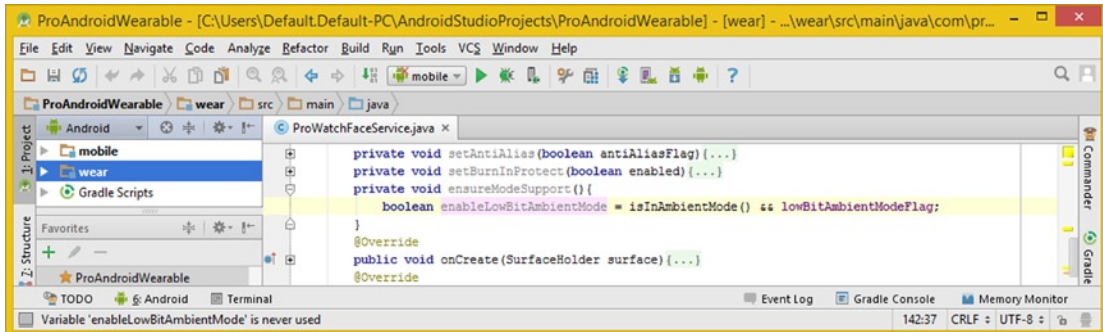 ProAndroidWearable - [C:\Users\Default.Default-PC\AndroidStudioProjects\ProAndroidWearable] - [wear] - ...\wear\src\main\java\com\pr...
File Edit View Navigate Code Analyze Refactor Build Run Tools VCS Window Help
mobile
ProAndroidWearable wear src main java
1: Project
Android
ProWatchFaceService.java
mobile
wear
Gradle Scripts
Z: Structure
Favorites
ProAndroidWearable
private void setAntiAlias(boolean antiAliasFlag){...}
private void setBurnInProtect(boolean enabled){...}
private void ensureModeSupport(){
boolean enableLowBitAmbientMode = isInAmbientMode() && lowBitAmbientModeFlag;
}
@Override
public void onCreate(SurfaceHolder surface){...}
@Override
Commander
Gradle
TODO 6: Android Terminal Event Log Gradle Console Memory Monitor
Variable 'enableLowBitAmbientMode' is never used 142:37 CRLF UTF-8